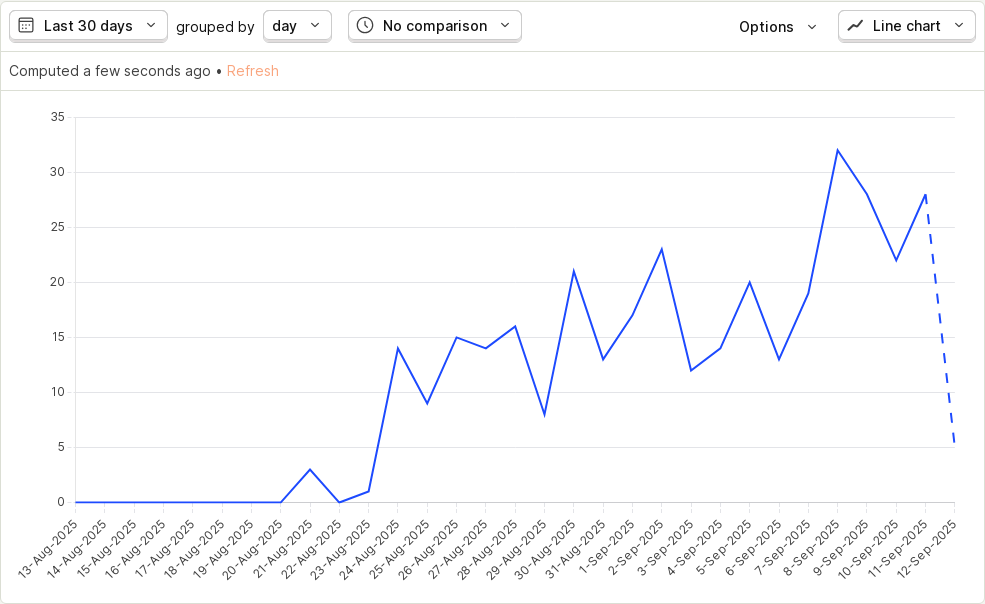 Last 30 days grouped by day No comparison Options Line chart
Computed a few seconds ago • Refresh
35
30
25
20
15
10
5
0
13-Aug-2025
14-Aug-2025
15-Aug-2025
16-Aug-2025
17-Aug-2025
18-Aug-2025
19-Aug-2025
20-Aug-2025
21-Aug-2025
22-Aug-2025
23-Aug-2025
24-Aug-2025
25-Aug-2025
26-Aug-2025
27-Aug-2025
28-Aug-2025
29-Aug-2025
30-Aug-2025
31-Aug-2025
1-Sep-2025
2-Sep-2025
3-Sep-2025
4-Sep-2025
5-Sep-2025
6-Sep-2025
7-Sep-2025
8-Sep-2025
9-Sep-2025
10-Sep-2025
11-Sep-2025
12-Sep-2025